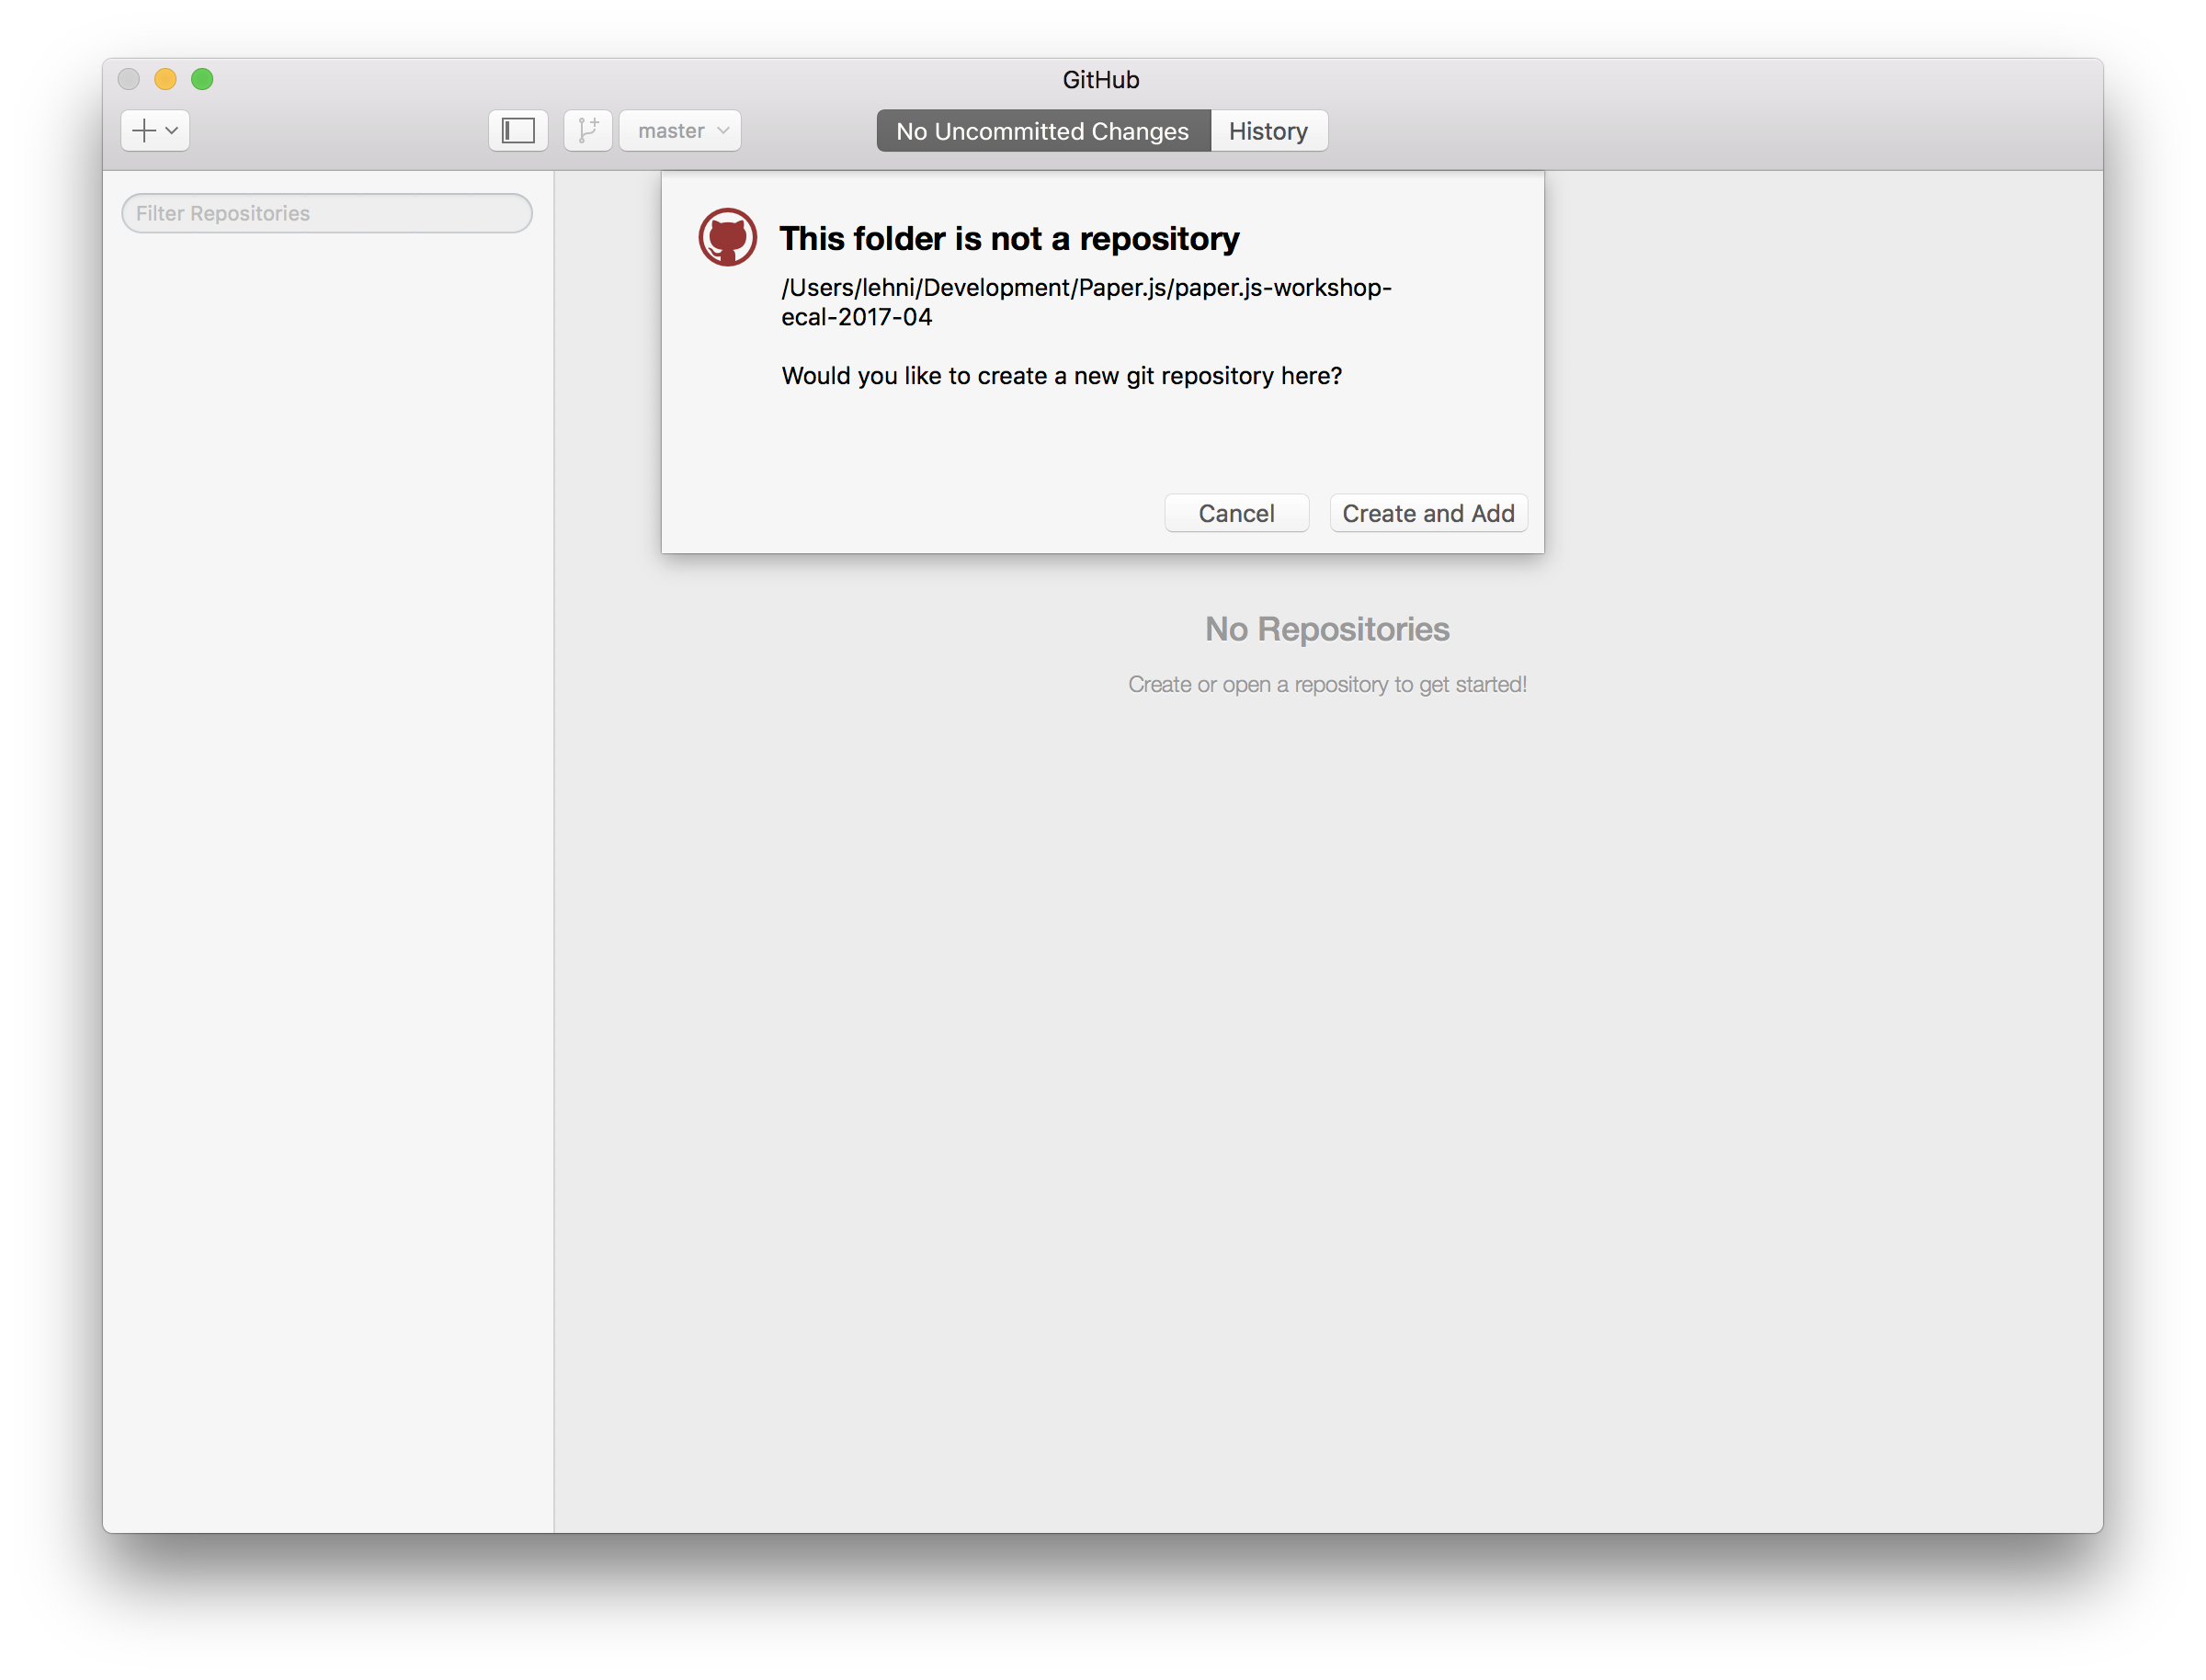 GitHub
master
No Uncommitted Changes
History
Filter Repositories
This folder is not a repository
/Users/lehni/Development/Paper.js/paper.js-workshop-
ecal-2017-04
Would you like to create a new git repository here?
Cancel
Create and Add
No Repositories
Create or open a repository to get started!